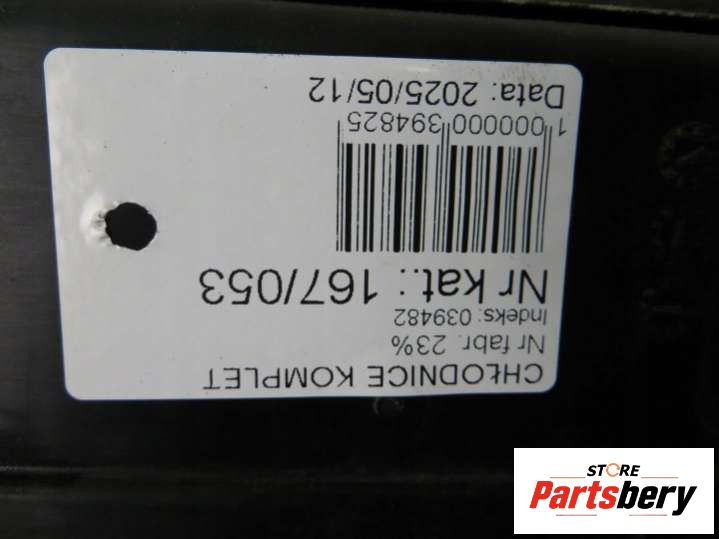 CHŁODNICE KOMPLET
Nr fabr. 23%
Indeks: 039482
Nr kat.: 167/053
1 000000 394825
Data: 2025/05/12
STORE
Partsbery